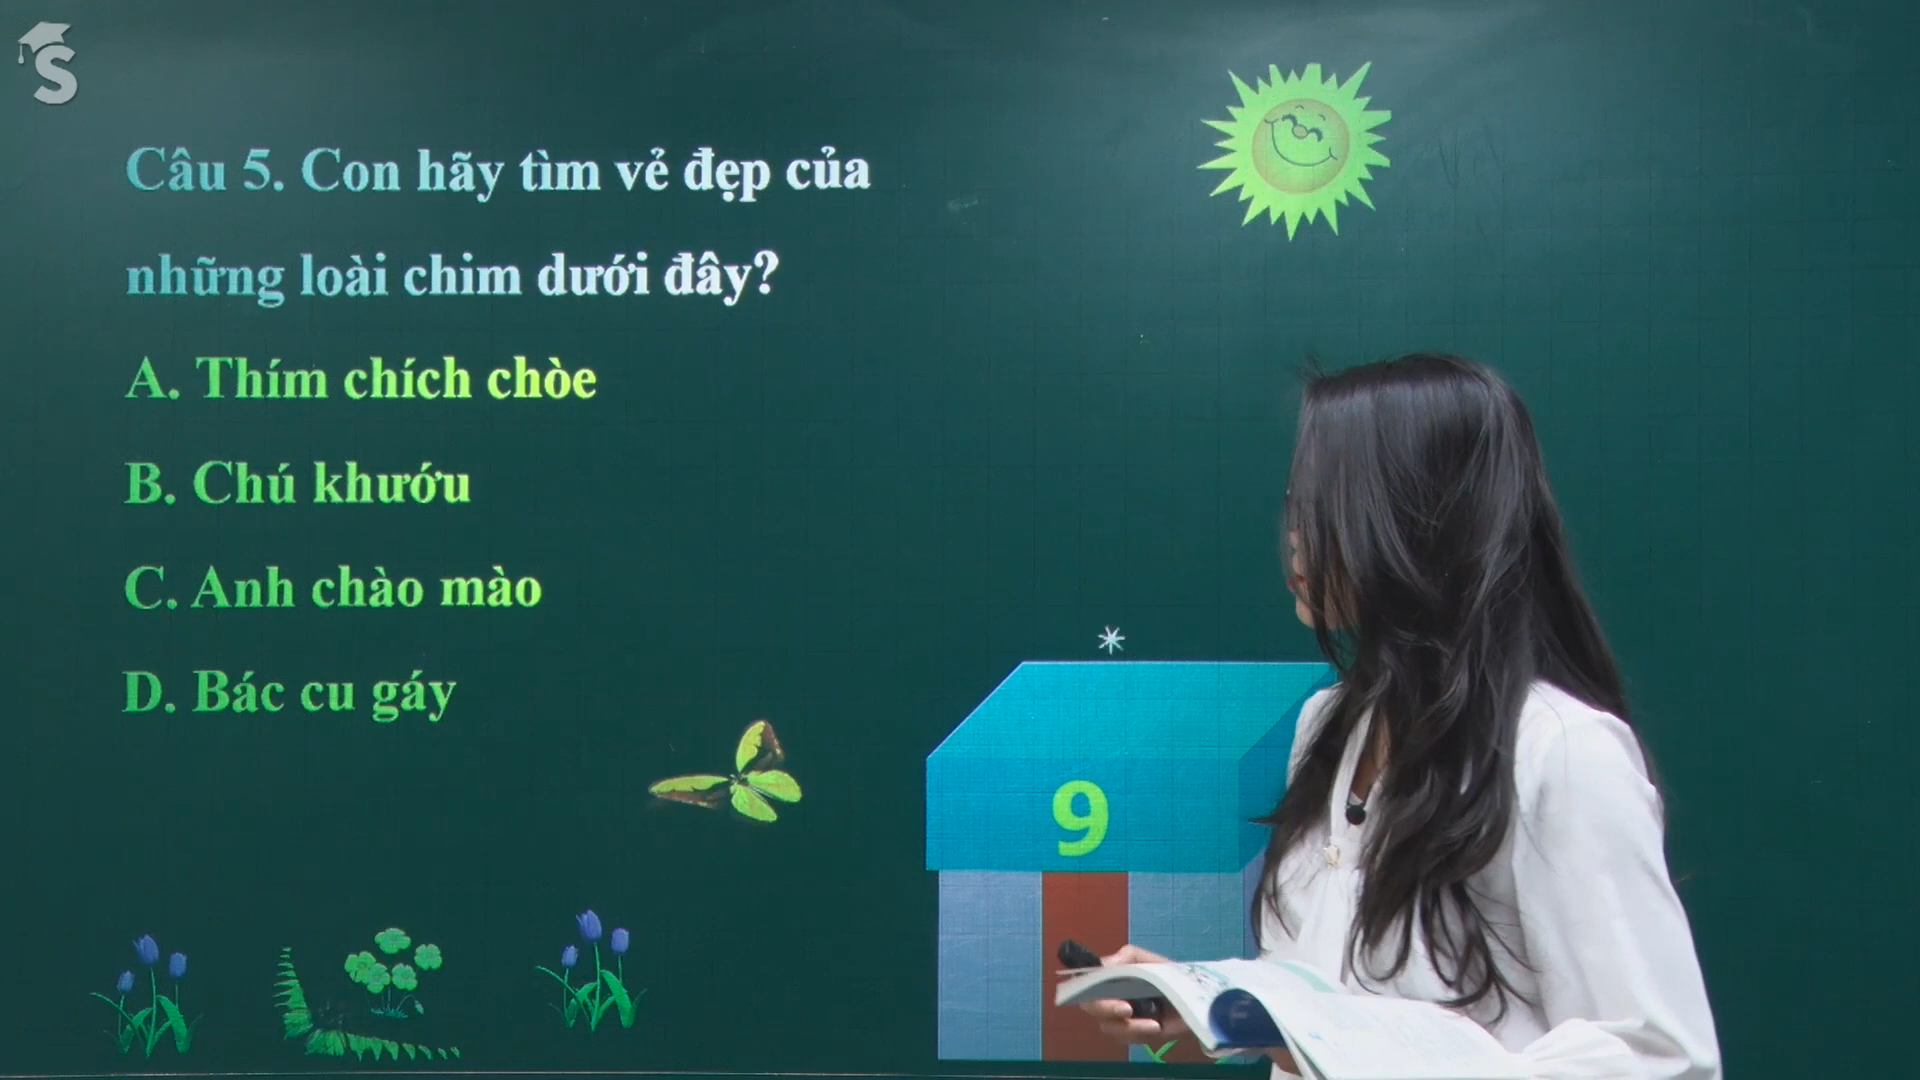 S
Câu 5. Con hãy tìm vẻ đẹp của
những loài chim dưới đây?
A. Thím chích chòe
B. Chú khướu
C. Anh chào mào
D. Bác cu gáy
9